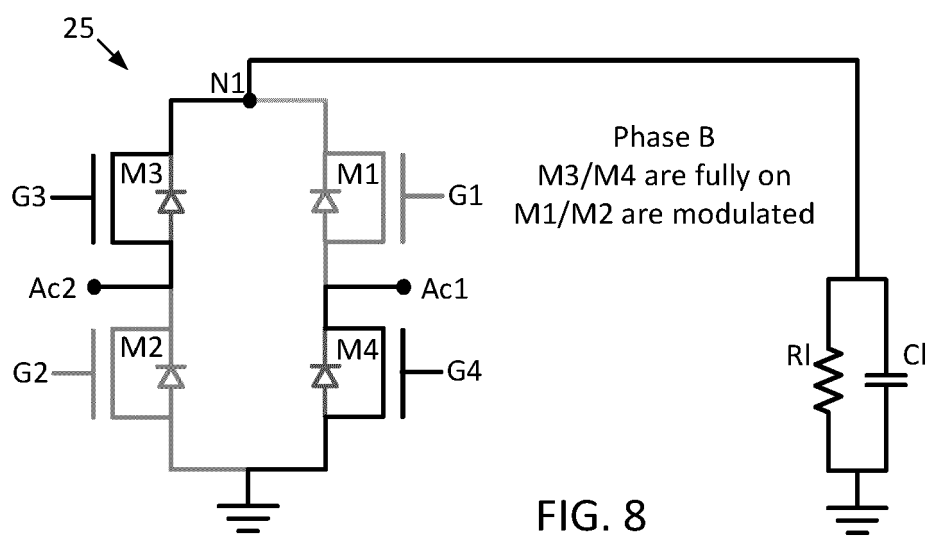 25
N1
Phase B
M3/M4 are fully on
M1/M2 are modulated
M3
M1
G3
G1
Ac2
Ac1
M2
M4
G2
G4
Rl
Cl
FIG. 8